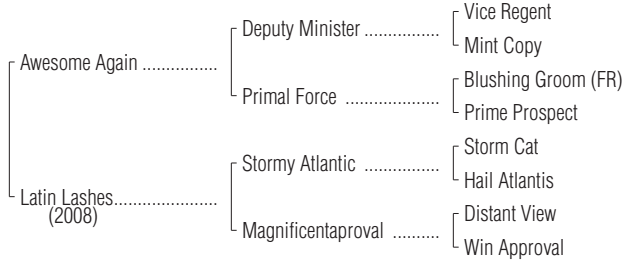 Vice Regent
Deputy Minister ................
Mint Copy
Awesome Again ................
Blushing Groom (FR)
Primal Force ....................
Prime Prospect
Storm Cat
Stormy Atlantic ................
Hail Atlantis
Latin Lashes......................
(2008)
Distant View
Magnificentaproval ..........
Win Approval